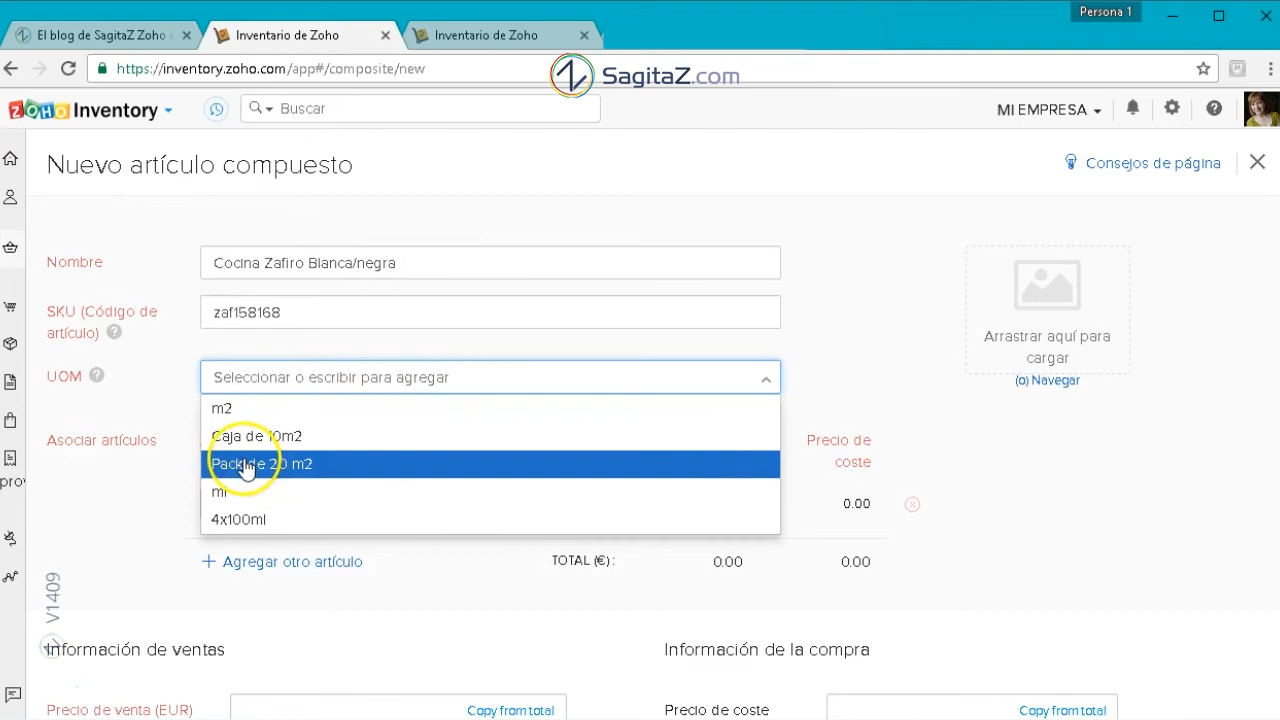 Persona 1
El blog de SagitaZ Zoho
Inventario de Zoho
Inventario de Zoho
https://inventory.zoho.com/app#/composite/new
SagitaZ.com
ZOHO Inventory
Buscar
MI EMPRESA
Nuevo artículo compuesto
Consejos de página
Nombre
Cocina Zafiro Blanca/negra
SKU (Código de
artículo)
zaf158168
Arrastrar aquí para
cargar
(o) Navegar
UOM
Seleccionar o escribir para agregar
m2
Caja de 10m2
Pack de 20 m2
ml
4x100ml
Asociar artículos
Precio de
coste
0.00
Agregar otro artículo
TOTAL (€) :
0.00
0.00
pro
V1409
Información de ventas
Información de la compra
Precio de venta (EUR)
Copy from total
Precio de coste
Copy from total